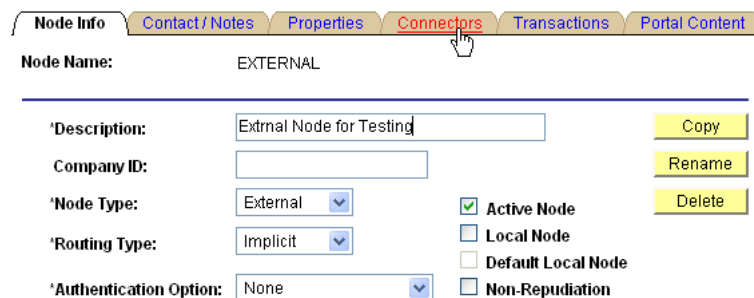 Node Info Contact / Notes Properties Connectors Transactions Portal Content
Node Name: EXTERNAL
*Description: Extrnal Node for Testing Copy
Company ID: Rename
*Node Type: External Active Node Delete
*Routing Type: Implicit Local Node
Default Local Node
*Authentication Option: None Non-Repudiation